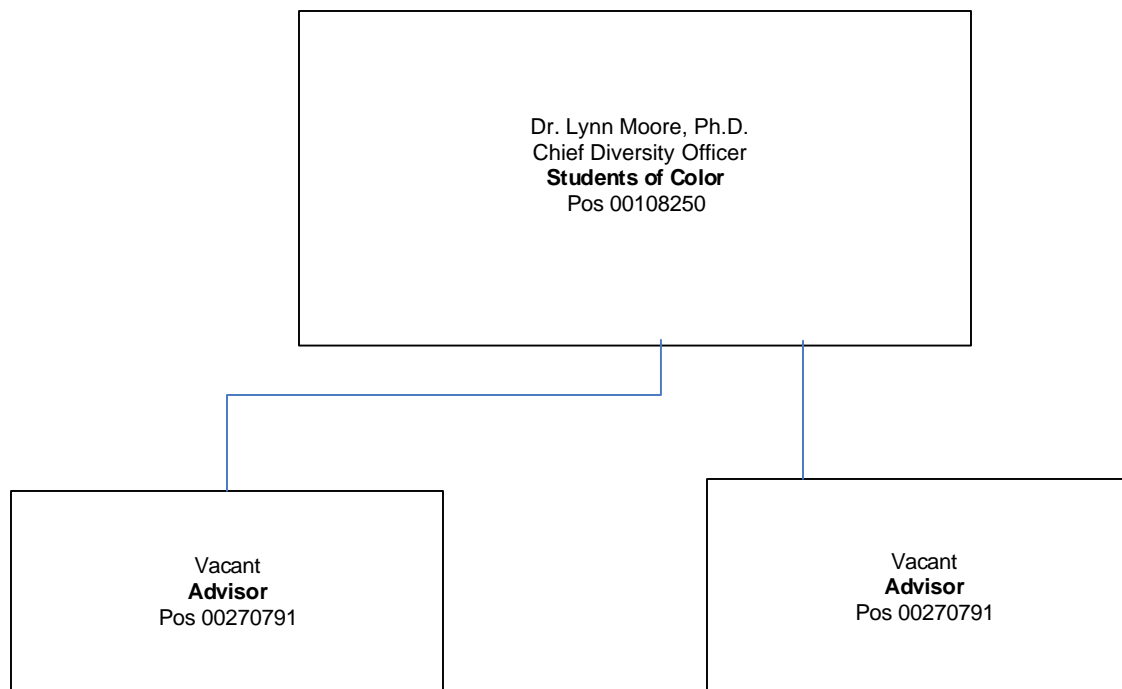 Dr. Lynn Moore, Ph.D.
Chief Diversity Officer
Students of Color
Pos 00108250
Vacant
Advisor
Pos 00270791
Vacant
Advisor
Pos 00270791